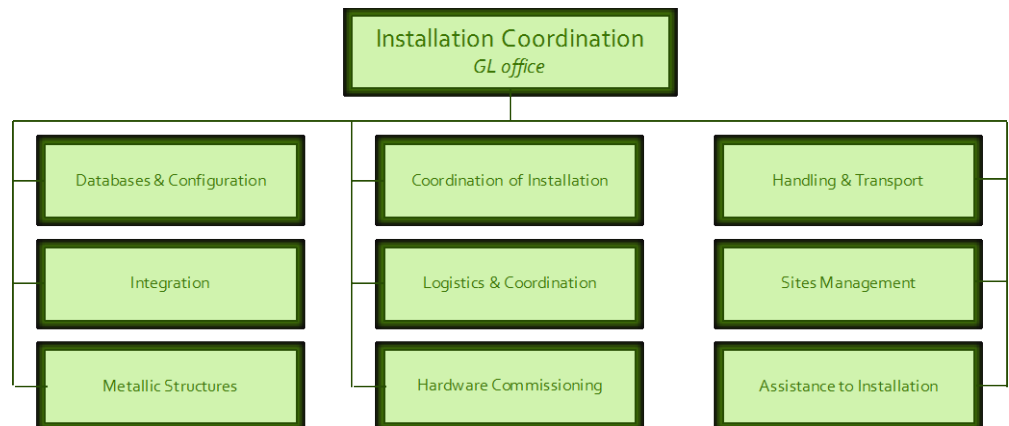 Installation Coordination
GL office
Databases & Configuration
Coordination of Installation
Handling & Transport
Integration
Logistics & Coordination
Sites Management
Metallic Structures
Hardware Commissioning
Assistance to Installation